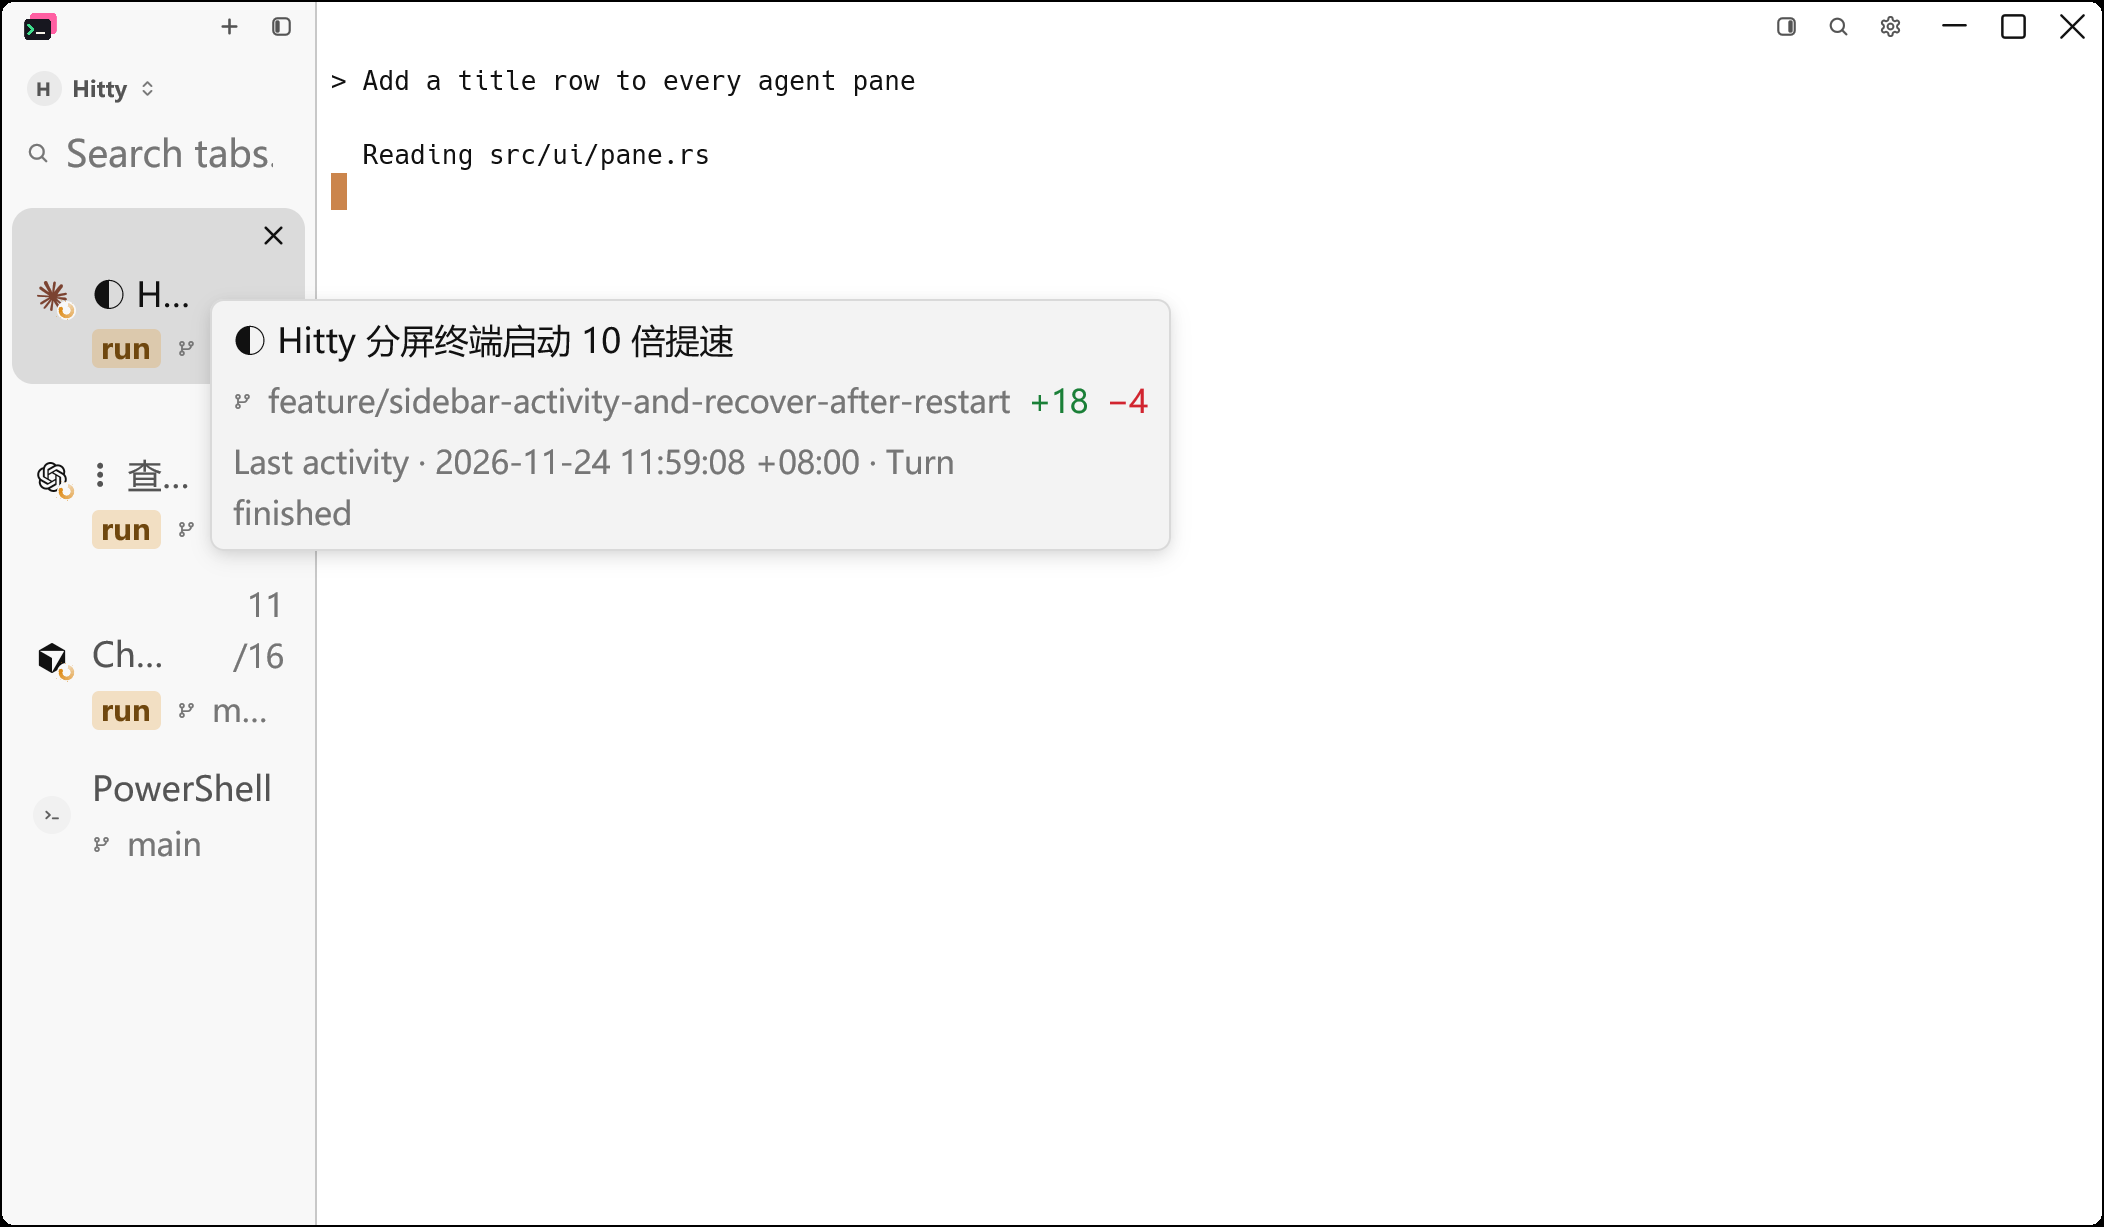 H Hitty
Search tabs.
◐ H...
run
⋮ 查...
run
11
/16
Ch...
run m...
PowerShell
main
> Add a title row to every agent pane
Reading src/ui/pane.rs
◐ Hitty 分屏终端启动 10 倍提速
feature/sidebar-activity-and-recover-after-restart +18 −4
Last activity · 2026-11-24 11:59:08 +08:00 · Turn
finished